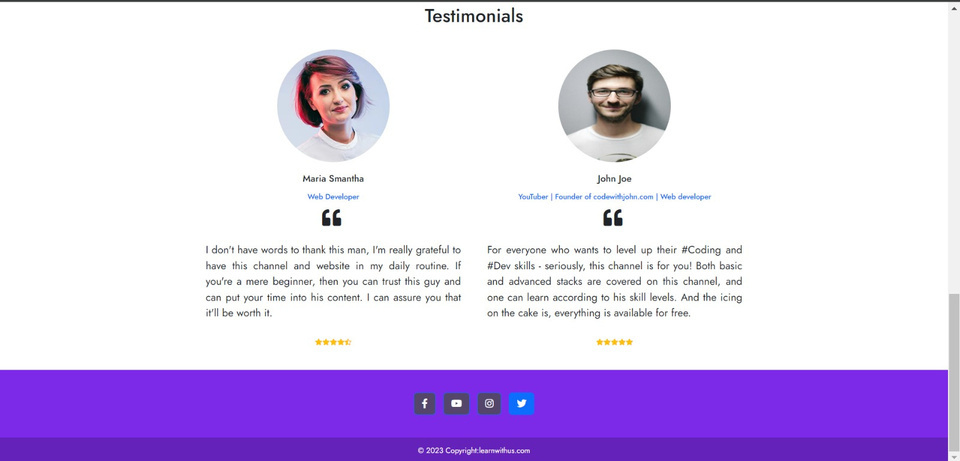 Testimonials
Maria Smantha
Web Developer
I don't have words to thank this man, I'm really grateful to
have this channel and website in my daily routine. If
you're a mere beginner, then you can trust this guy and
can put your time into his content. I can assure you that
it'll be worth it.
John Joe
YouTuber | Founder of codewithjohn.com | Web developer
For everyone who wants to level up their #Coding and
#Dev skills - seriously, this channel is for you! Both basic
and advanced stacks are covered on this channel, and
one can learn according to his skill levels. And the icing
on the cake is, everything is available for free.
© 2023 Copyright:learnwithus.com